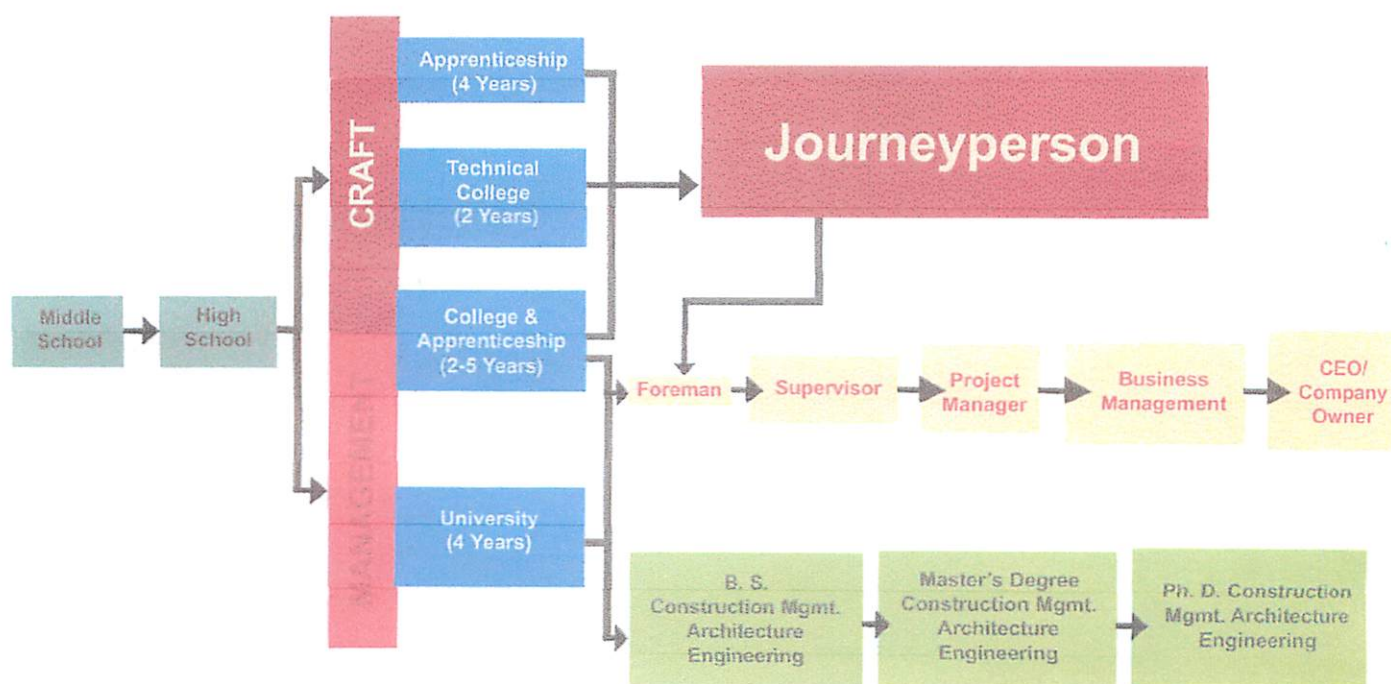 Middle
School
High
School
CRAFT
MANAGEMENT
Apprenticeship
(4 Years)
Technical
College
(2 Years)
College &
Apprenticeship
(2-5 Years)
University
(4 Years)
Journeyperson
Foreman
Supervisor
Project
Manager
Business
Management
CEO/
Company
Owner
B. S.
Construction Mgmt.
Architecture
Engineering
Master's Degree
Construction Mgmt.
Architecture
Engineering
Ph. D. Construction
Mgmt. Architecture
Engineering